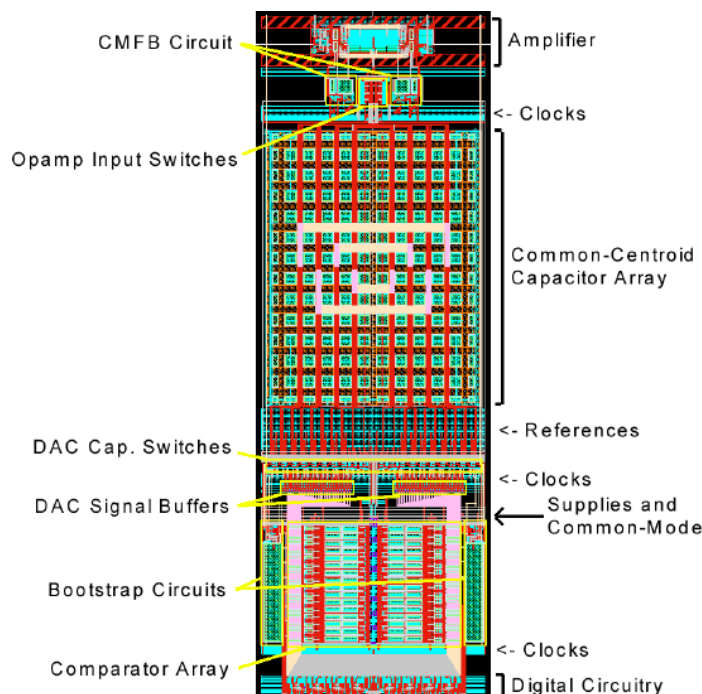 CMFB Circuit
Amplifier
<- Clocks
Opamp Input Switches
Common-Centroid
Capacitor Array
<- References
DAC Cap. Switches
<- Clocks
DAC Signal Buffers
Supplies and
Common-Mode
Bootstrap Circuits
<- Clocks
Comparator Array
Digital Circuitry